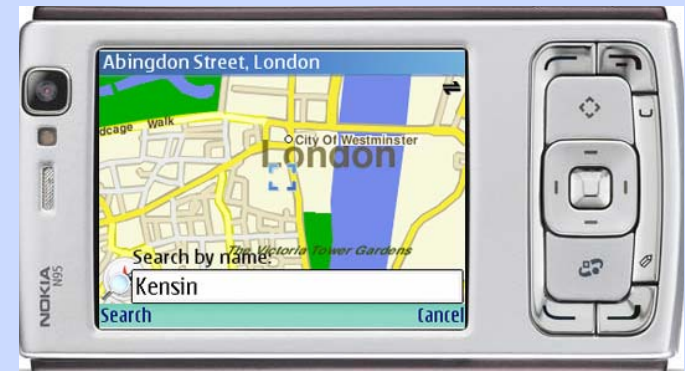 Abingdon Street, London
dcage Walk
City Of Westminster
London
The Victoria Tower Gardens
Search by name:
Kensin
Search Cancel
NOKIA
N95